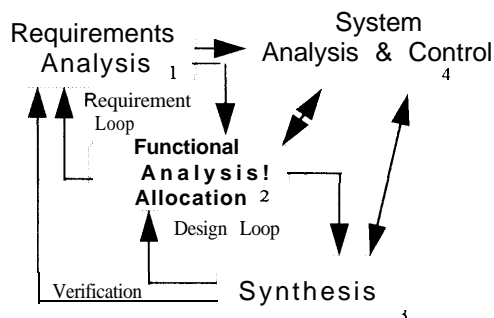 Requirements
Analysis 1
System
Analysis & Control
4
Requirement
Loop
Functional
Analysis!
Allocation 2
Design Loop
Verification
Synthesis